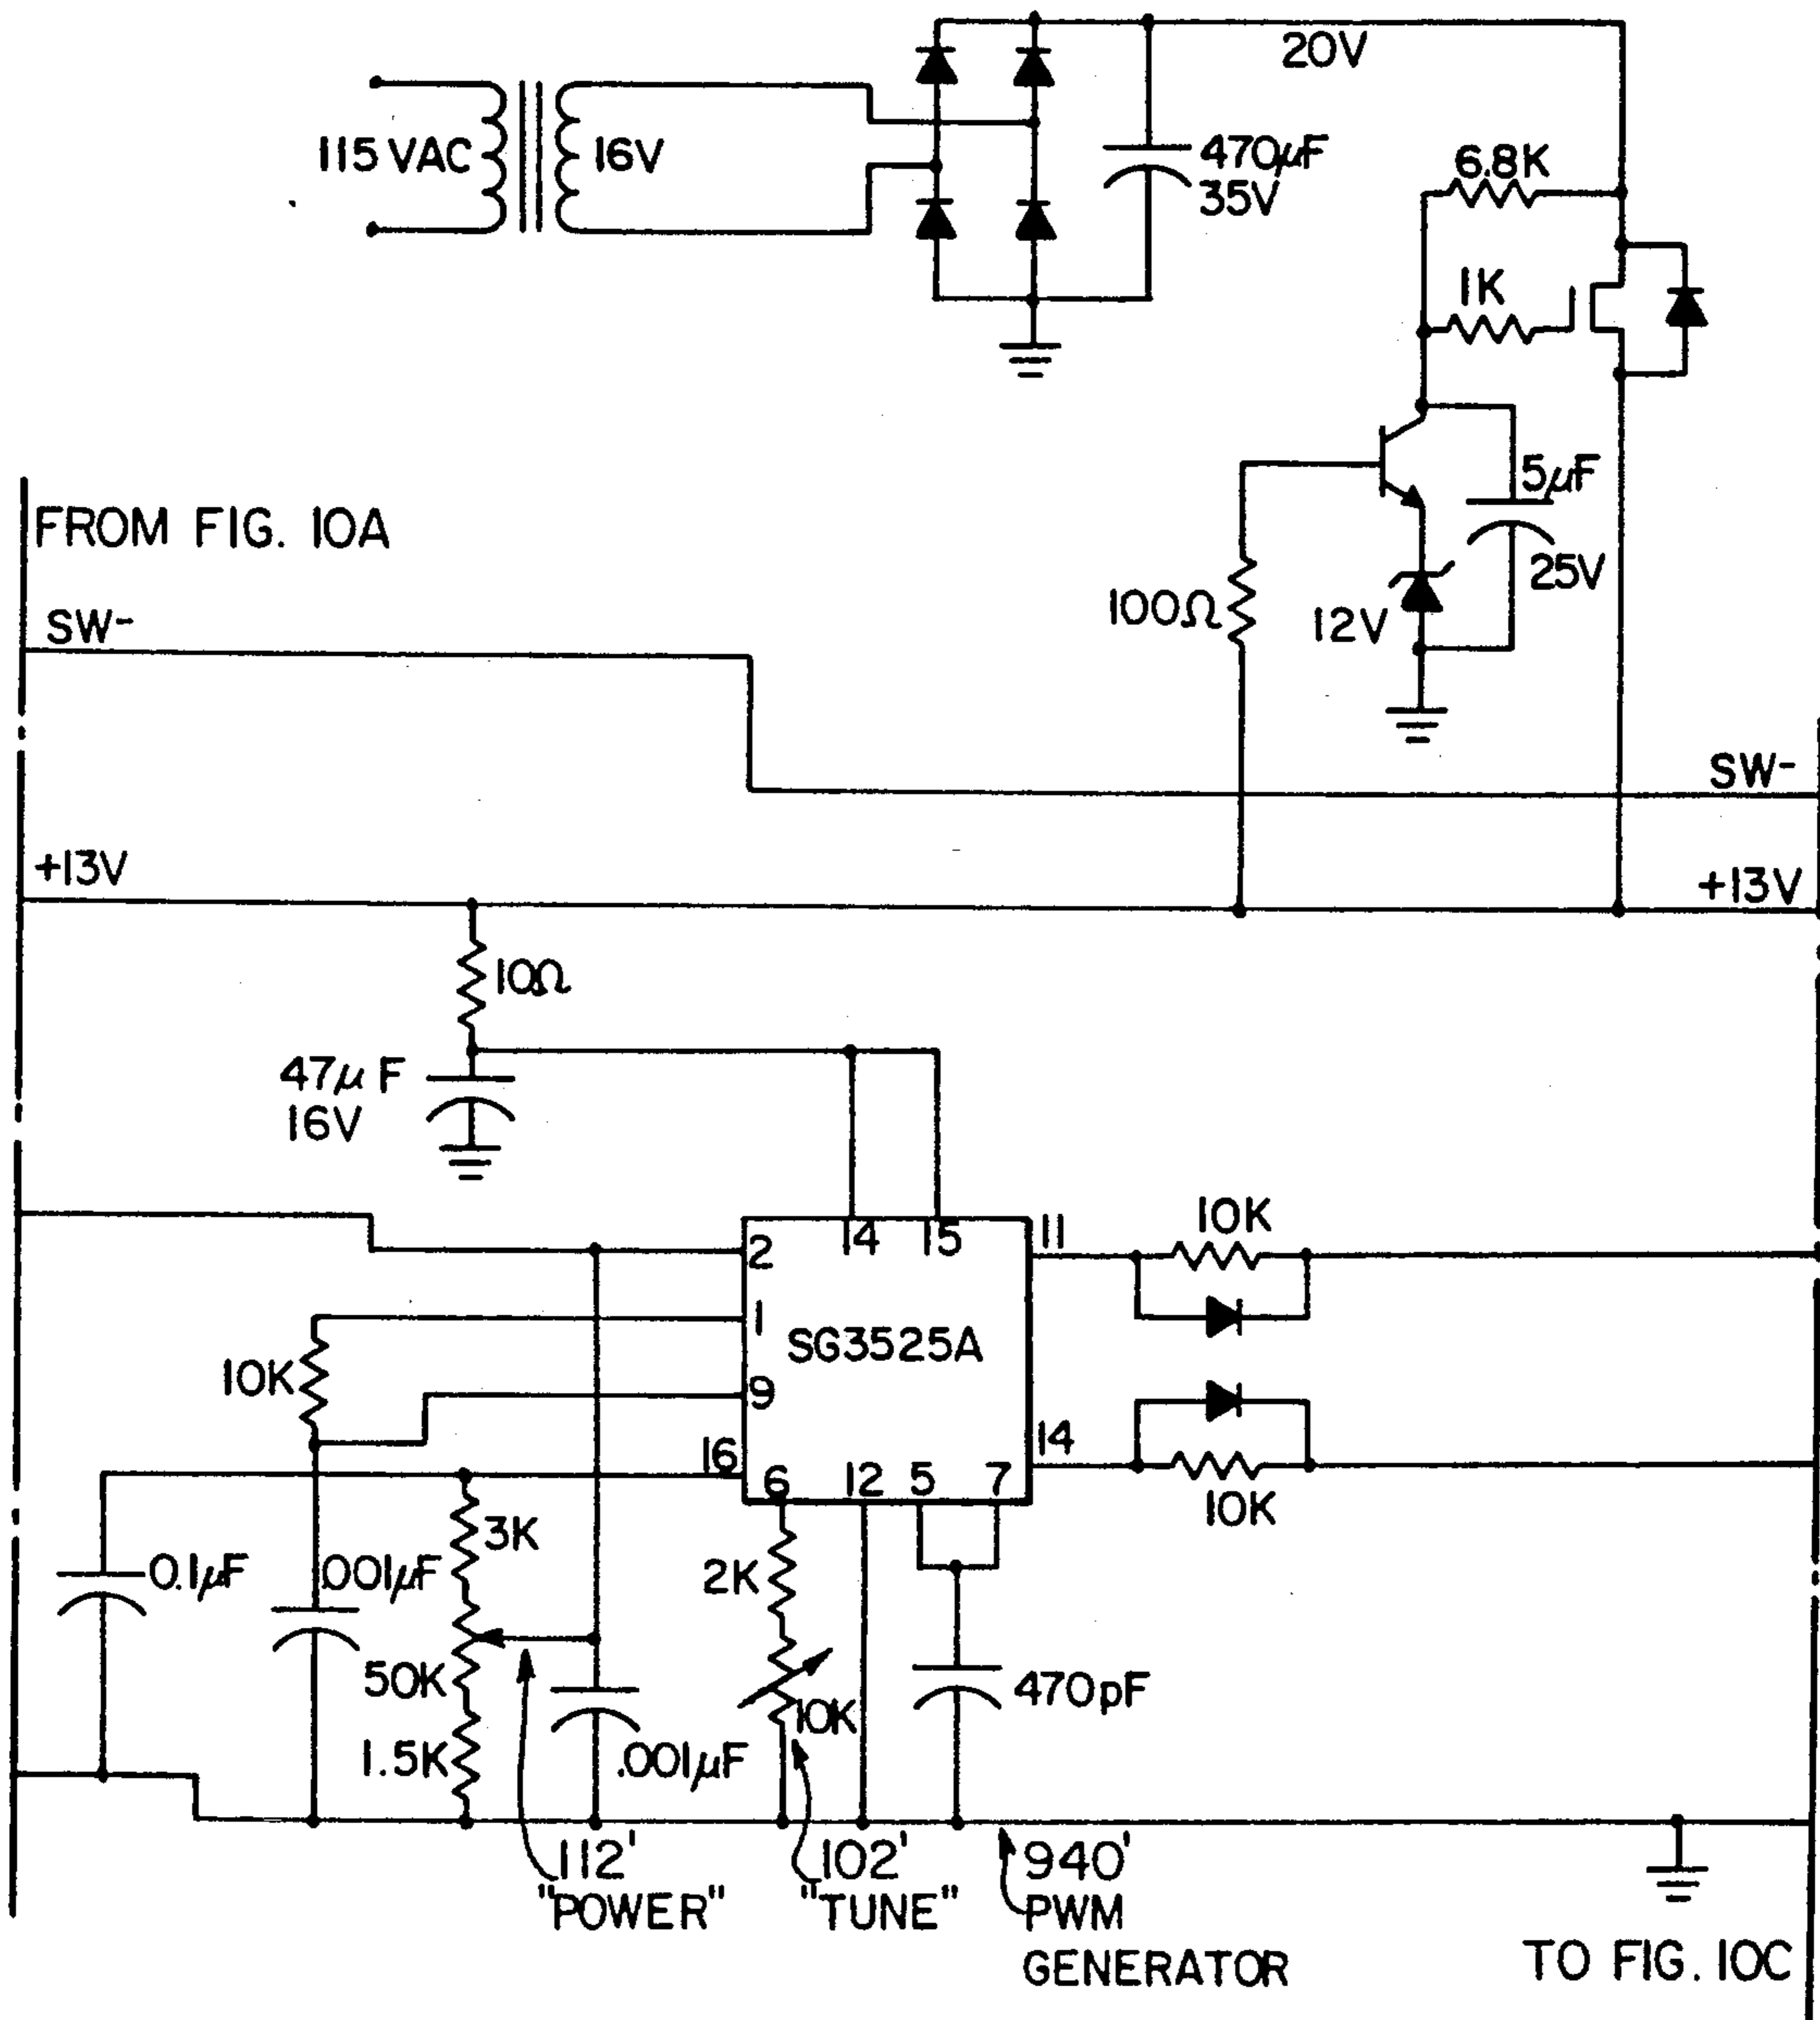 20V
115 VAC
16V
470µF
35V
6.8K
1K
5µF
25V
FROM FIG. 10A
100Ω
12V
SW-
SW-
+13V
+13V
10Ω
47µF
16V
2
14
15
11
10K
1
SG3525A
10K
9
16
14
6
12
5
7
10K
3K
0.1µF
.001µF
2K
50K
470pF
10K
1.5K
.001µF
112'
"POWER"
102'
"TUNE"
940'
PWM
GENERATOR
TO FIG. 10C